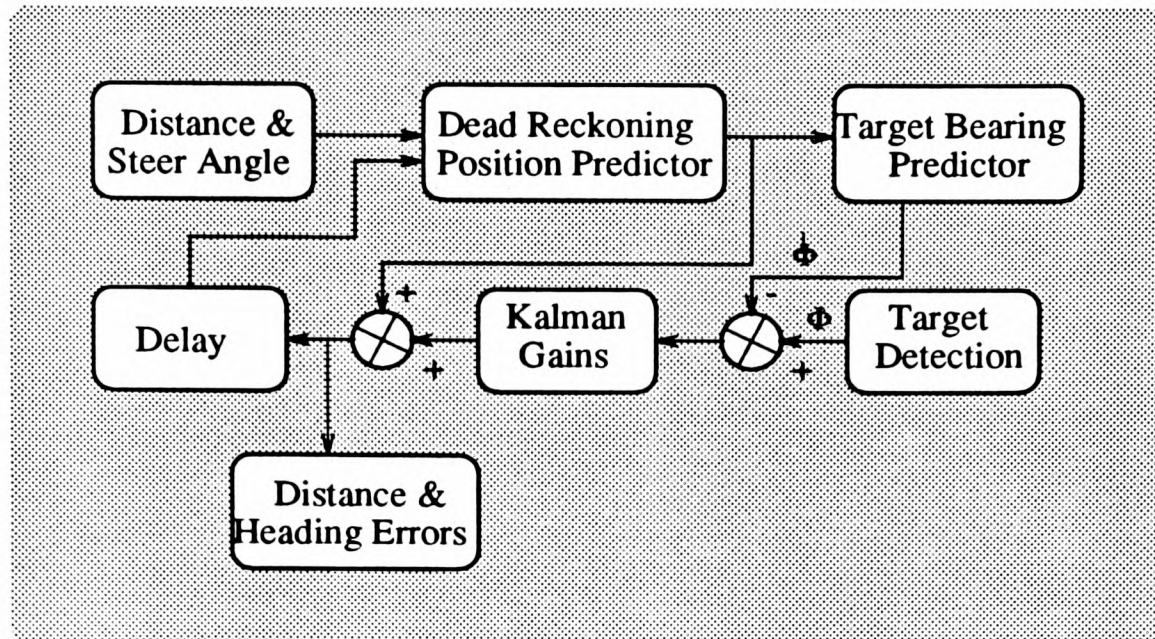 Distance &
Steer Angle
Dead Reckoning
Position Predictor
Target Bearing
Predictor
Φ̂
-
+
Delay
Kalman
Gains
Φ
Target
Detection
+
+
Distance &
Heading Errors